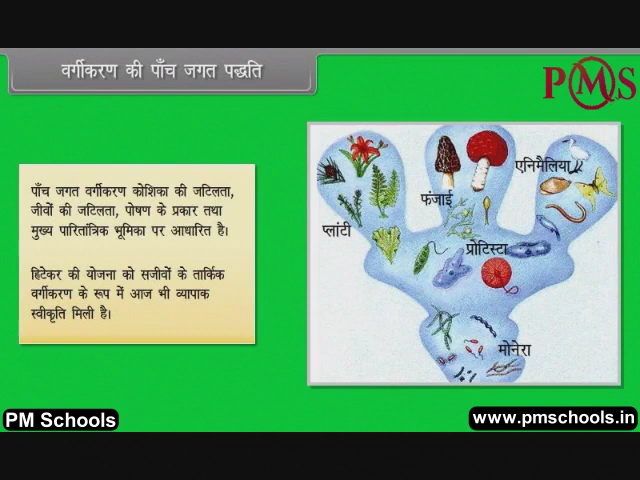 वर्गीकरण की पाँच जगत पद्धति
PMS
पाँच जगत वर्गीकरण कोशिका की जटिलता,
जीवों की जटिलता, पोषण के प्रकार तथा
मुख्य पारितांत्रिक भूमिका पर आधारित है।
हिटेकर की योजना को सजीवों के तार्किक
वर्गीकरण के रूप में आज भी व्यापक
स्वीकृति मिली है।
एनिमैलिया
फंजाई
प्लांटी
प्रोटिस्टा
मोनेरा
PM Schools
www.pmschools.in